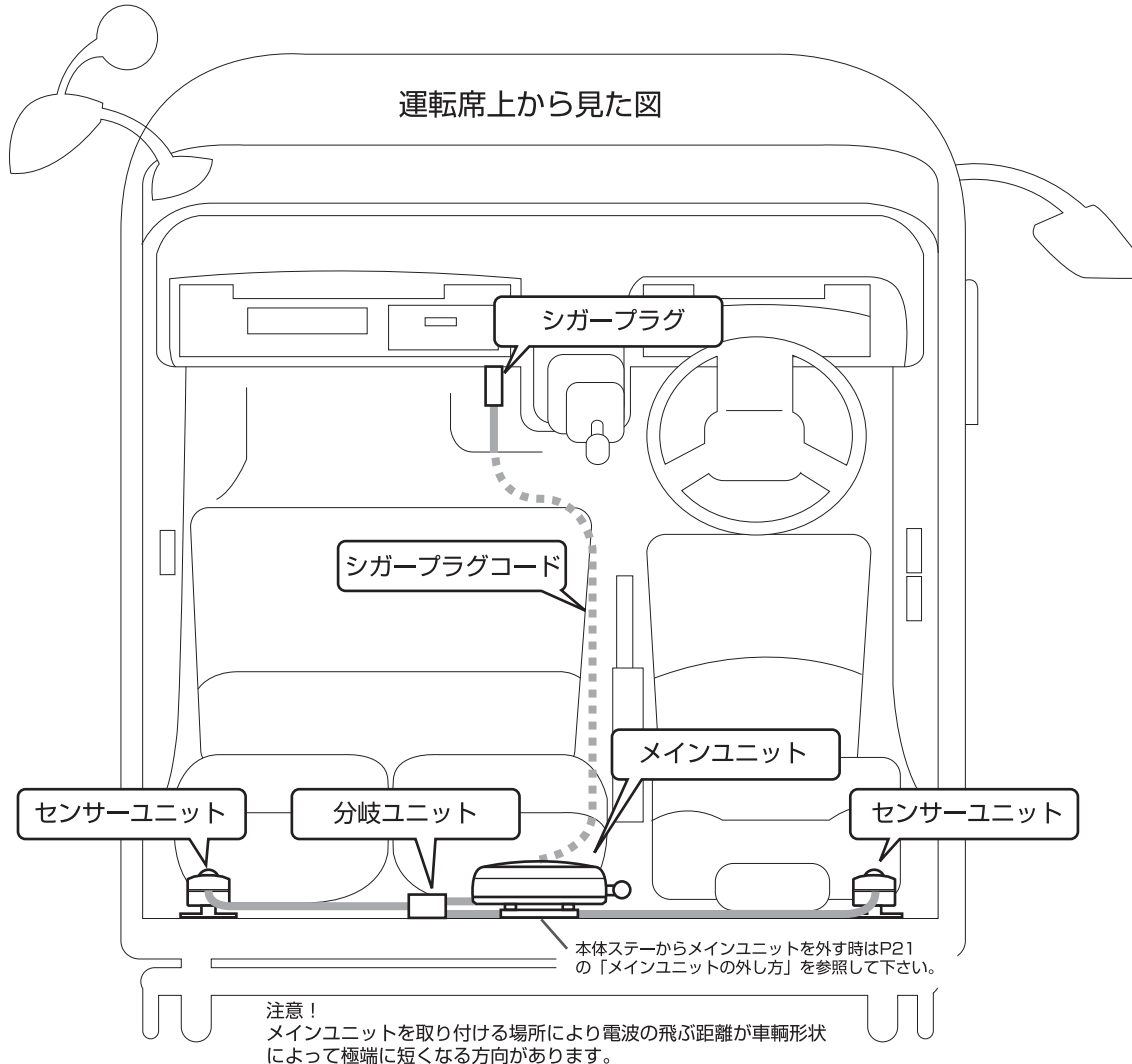 運転席上から見た図
シガープラグ
シガープラグコード
メインユニット
センサーユニット
分岐ユニット
センサーユニット
本体ステーからメインユニットを外す時はP21
の「メインユニットの外し方」を参照して下さい。
注意！
メインユニットを取り付ける場所により電波の飛ぶ距離が車輌形状
によって極端に短くなる方向があります。